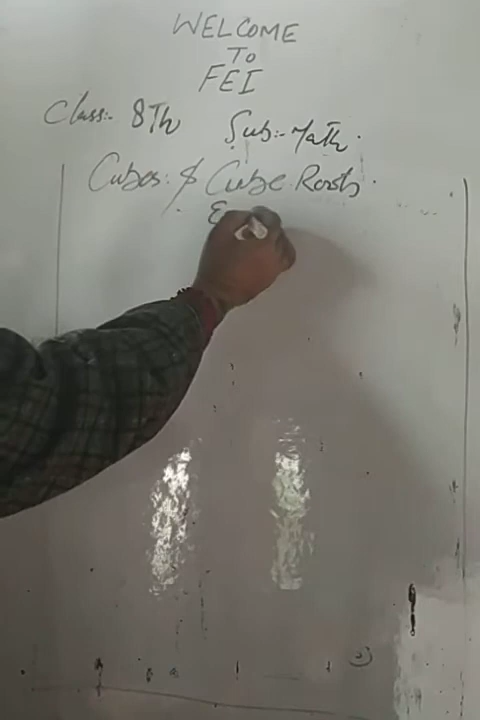 WELCOME
To
FEI
Class:- 8Th Sub:- Math.
Cubes & Cube Roots.
E